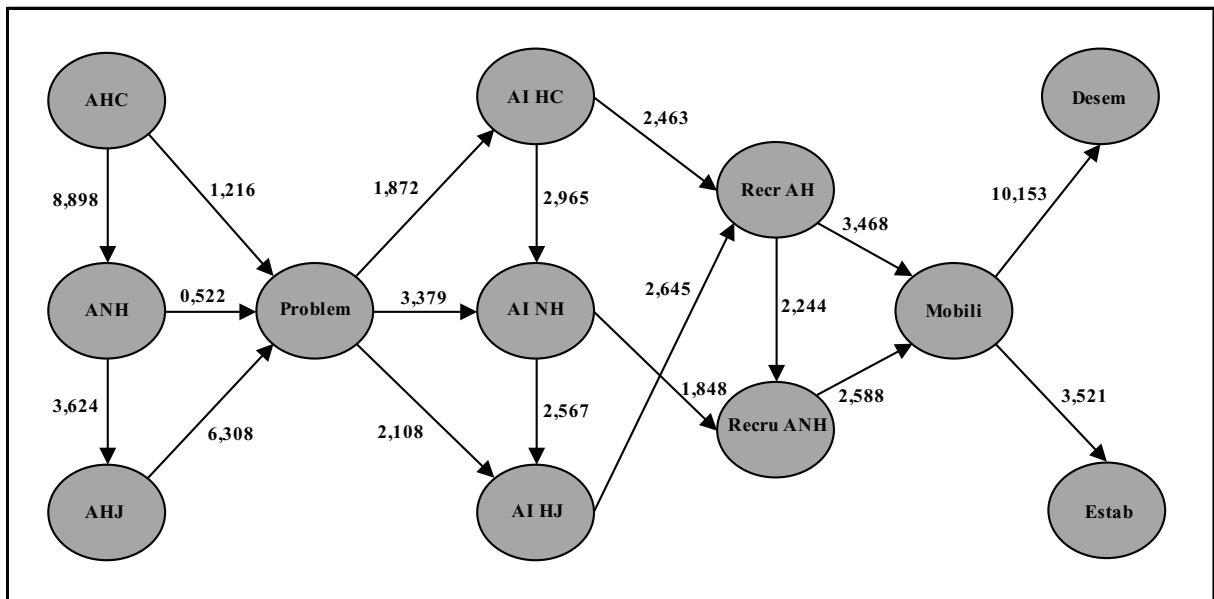 AHC
AI HC
Desem
2,463
8,898
1,216
1,872
2,965
Recr AH
10,153
3,468
ANH
0,522
Problem
3,379
AI NH
2,645
2,244
Mobili
3,624
6,308
2,108
2,567
1,848
Recru ANH
2,588
3,521
AHJ
AI HJ
Estab